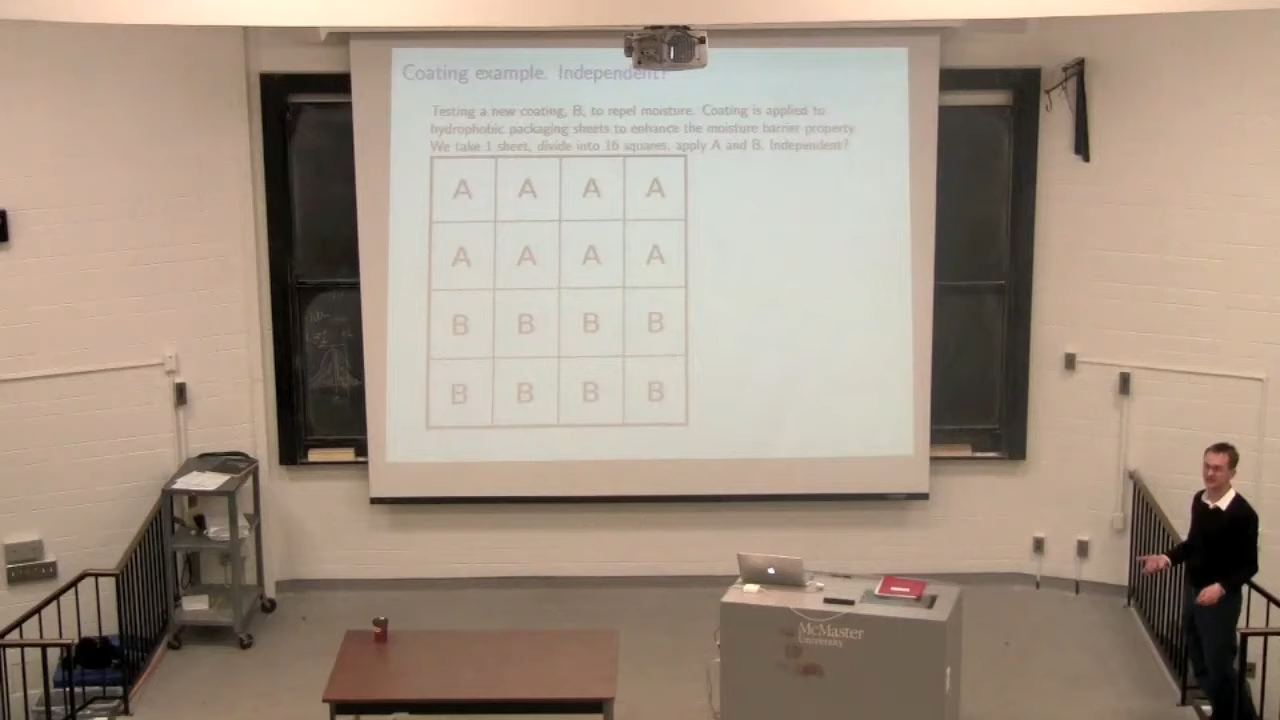 Coating example. Independent?
Testing a new coating, B, to repel moisture. Coating is applied to
hydrophobic packaging sheets to enhance the moisture barrier property.
We take 1 sheet, divide into 16 squares, apply A and B. Independent?
A A A A
A A A A
B B B B
B B B B
McMaster
University